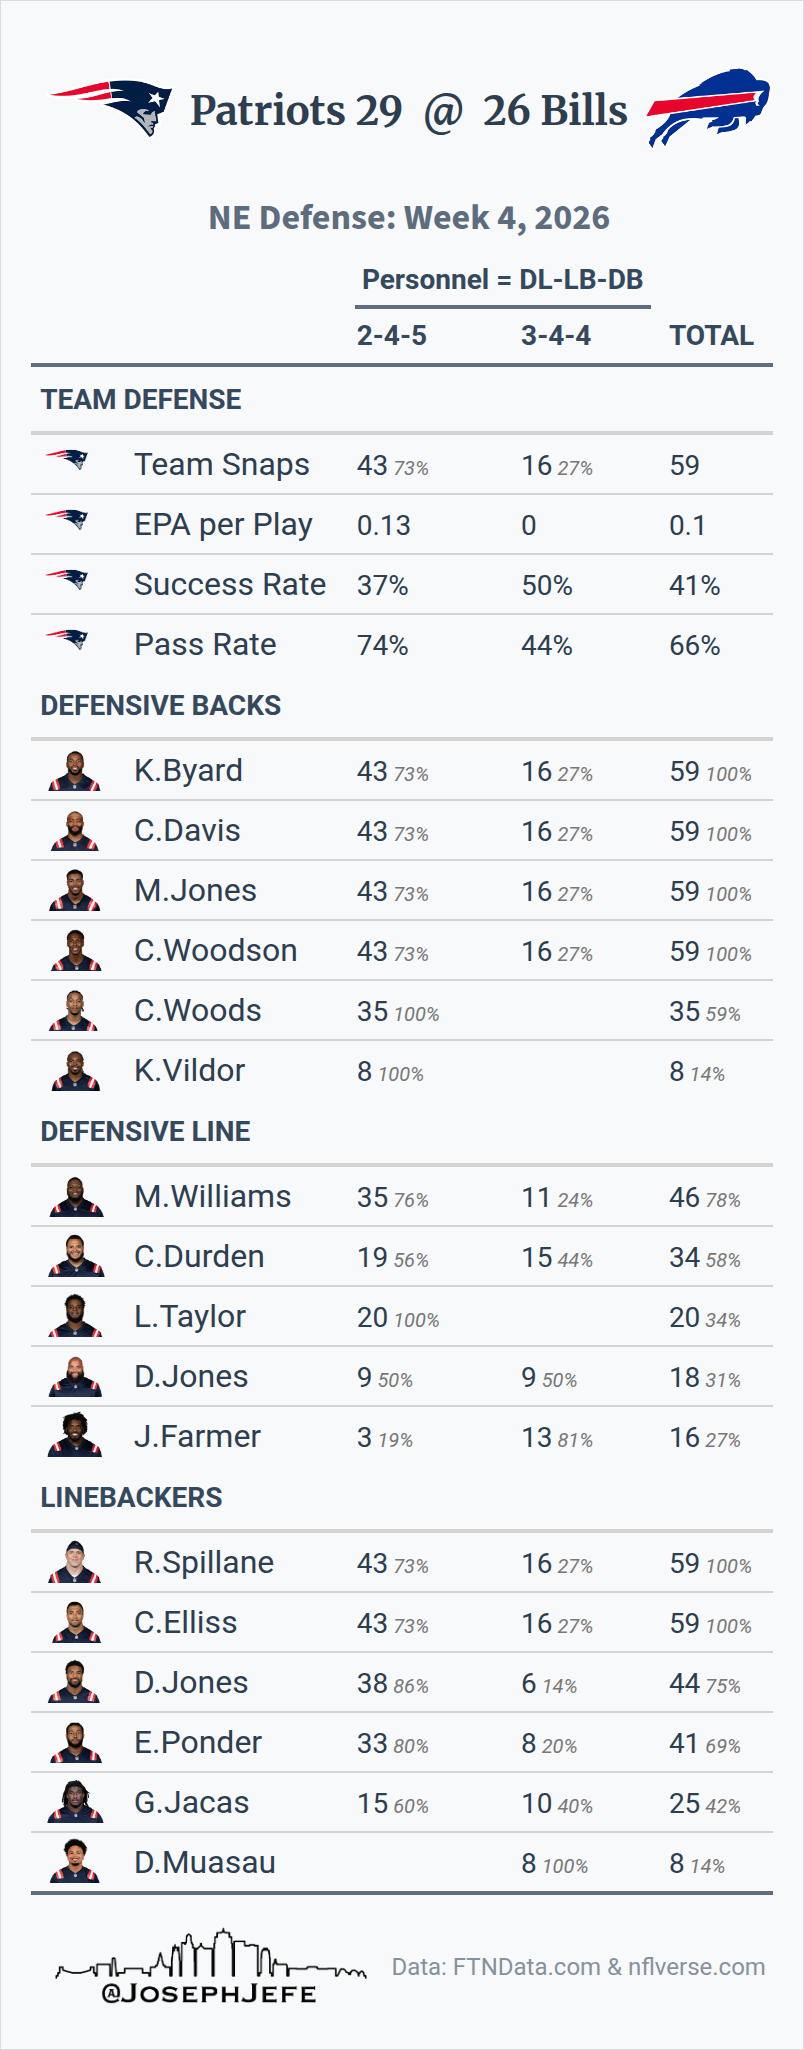 Patriots 29 @ 26 Bills
NE Defense: Week 4, 2026
Personnel = DL-LB-DB
2-4-5 3-4-4 TOTAL
TEAM DEFENSE
Team Snaps 43 73% 16 27% 59
EPA per Play 0.13 0 0.1
Success Rate 37% 50% 41%
Pass Rate 74% 44% 66%
DEFENSIVE BACKS
K.Byard 43 73% 16 27% 59 100%
C.Davis 43 73% 16 27% 59 100%
M.Jones 43 73% 16 27% 59 100%
C.Woodson 43 73% 16 27% 59 100%
C.Woods 35 100% 35 59%
K.Vildor 8 100% 8 14%
DEFENSIVE LINE
M.Williams 35 76% 11 24% 46 78%
C.Durden 19 56% 15 44% 34 58%
L.Taylor 20 100% 20 34%
D.Jones 9 50% 9 50% 18 31%
J.Farmer 3 19% 13 81% 16 27%
LINEBACKERS
R.Spillane 43 73% 16 27% 59 100%
C.Elliss 43 73% 16 27% 59 100%
D.Jones 38 86% 6 14% 44 75%
E.Ponder 33 80% 8 20% 41 69%
G.Jacas 15 60% 10 40% 25 42%
D.Muasau 8 100% 8 14%
@JOSEPHJEFE
Data: FTNData.com & nflverse.com